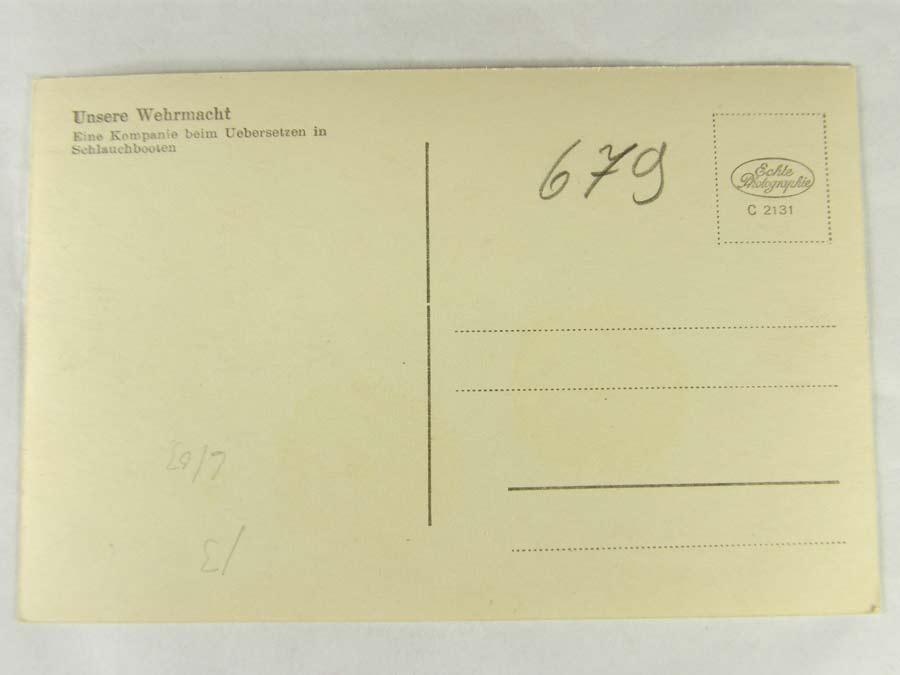 Unsere Wehrmacht
Eine Kompanie beim Uebersetzen in
Schlauchbooten
679
Echte
Photographie
C 2131